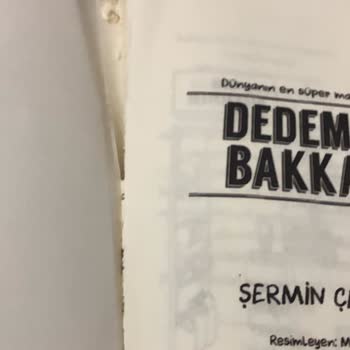 Dünyanın en süper ma
DEDEM
BAKKA
ŞERMİN Ç
Resimleyen: M